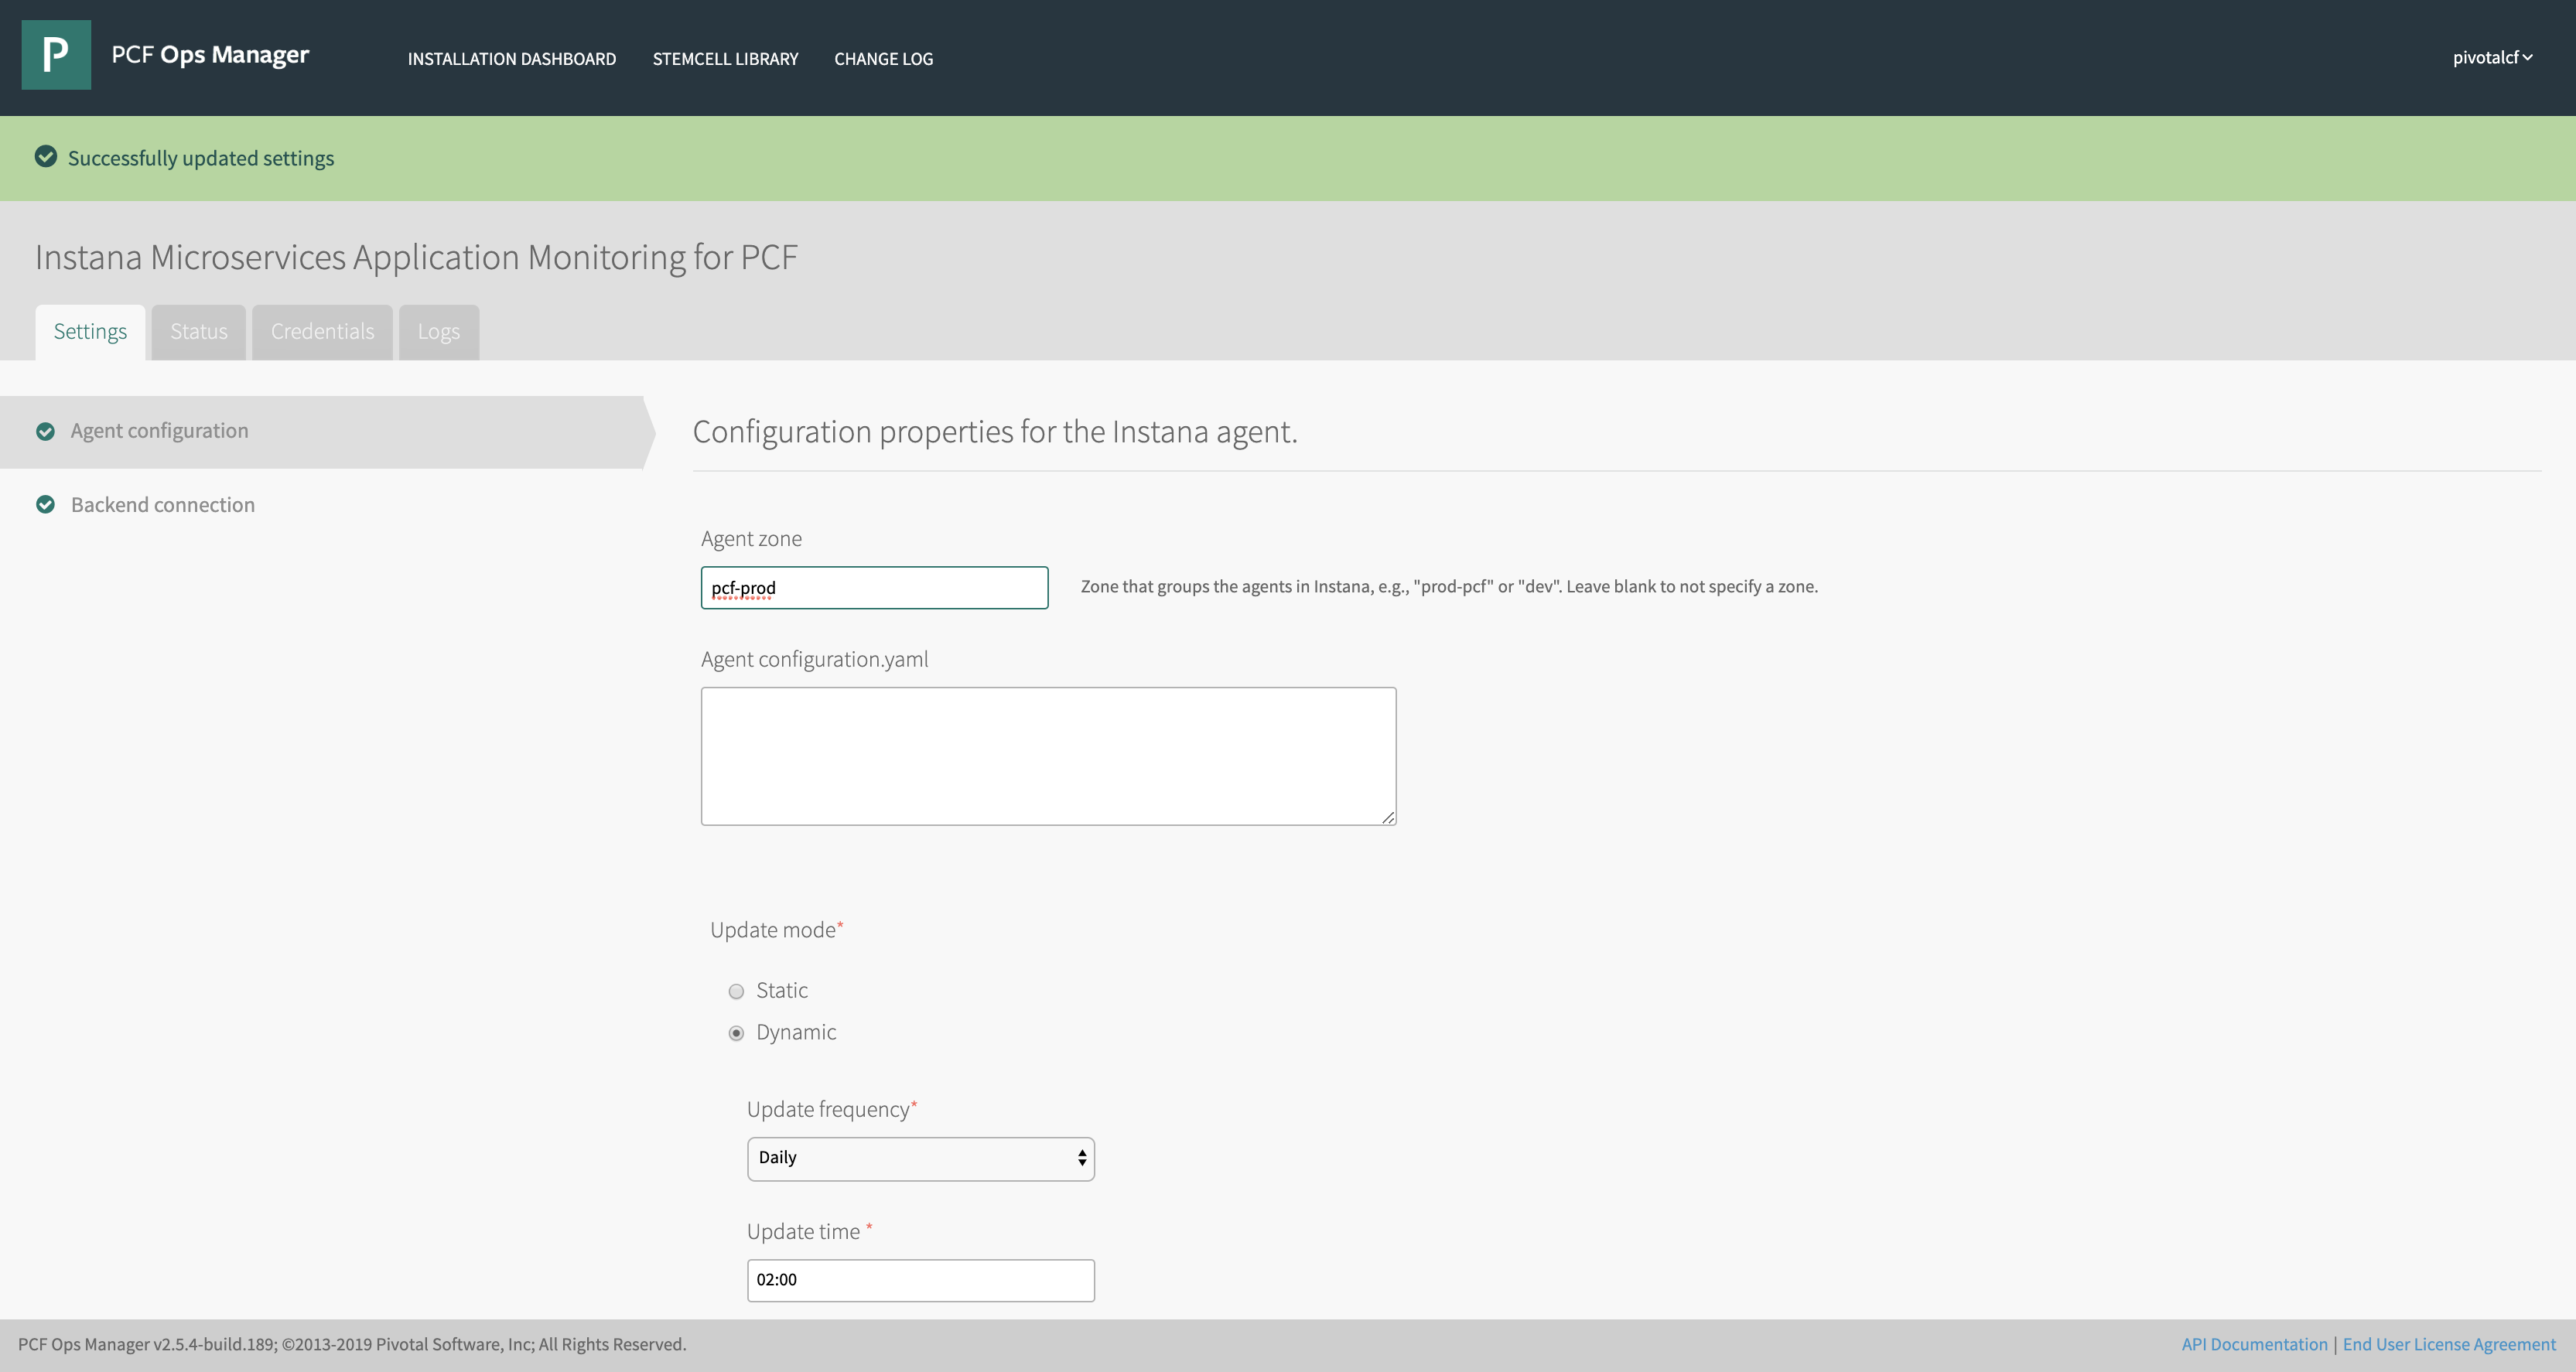 P
PCF Ops Manager
INSTALLATION DASHBOARD
STEMCELL LIBRARY
CHANGE LOG
pivotalcf
Successfully updated settings
Instana Microservices Application Monitoring for PCF
Settings
Status
Credentials
Logs
Agent configuration
Backend connection
Configuration properties for the Instana agent.
Agent zone
pcf-prod
Zone that groups the agents in Instana, e.g., "prod-pcf" or "dev". Leave blank to not specify a zone.
Agent configuration.yaml
Update mode*
Static
Dynamic
Update frequency*
Daily
Update time *
02:00
PCF Ops Manager v2.5.4-build.189; ©2013-2019 Pivotal Software, Inc; All Rights Reserved.
API Documentation | End User License Agreement